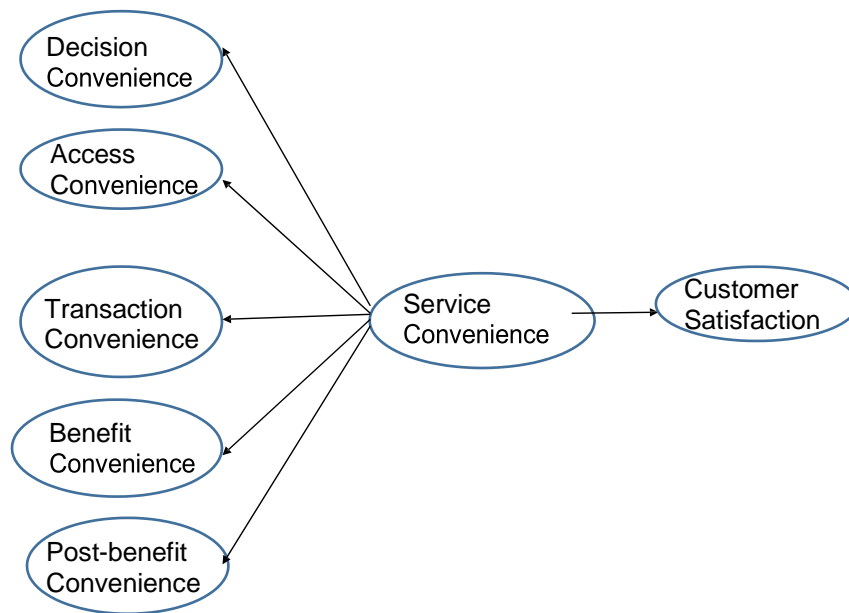 Decision
Convenience
Access
Convenience
Transaction
Convenience
Benefit
Convenience
Post-benefit
Convenience
Service
Convenience
Customer
Satisfaction